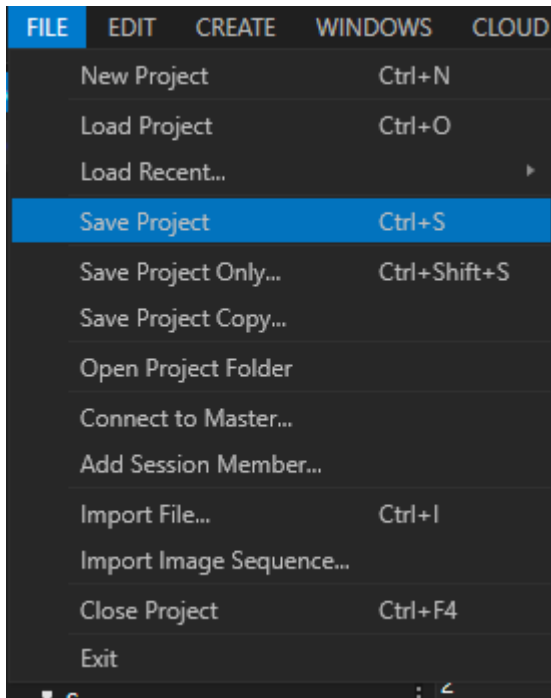 FILE EDIT CREATE WINDOWS CLOUD
New Project Ctrl+N
Load Project Ctrl+O
Load Recent...
Save Project Ctrl+S
Save Project Only... Ctrl+Shift+S
Save Project Copy...
Open Project Folder
Connect to Master...
Add Session Member...
Import File... Ctrl+I
Import Image Sequence...
Close Project Ctrl+F4
Exit